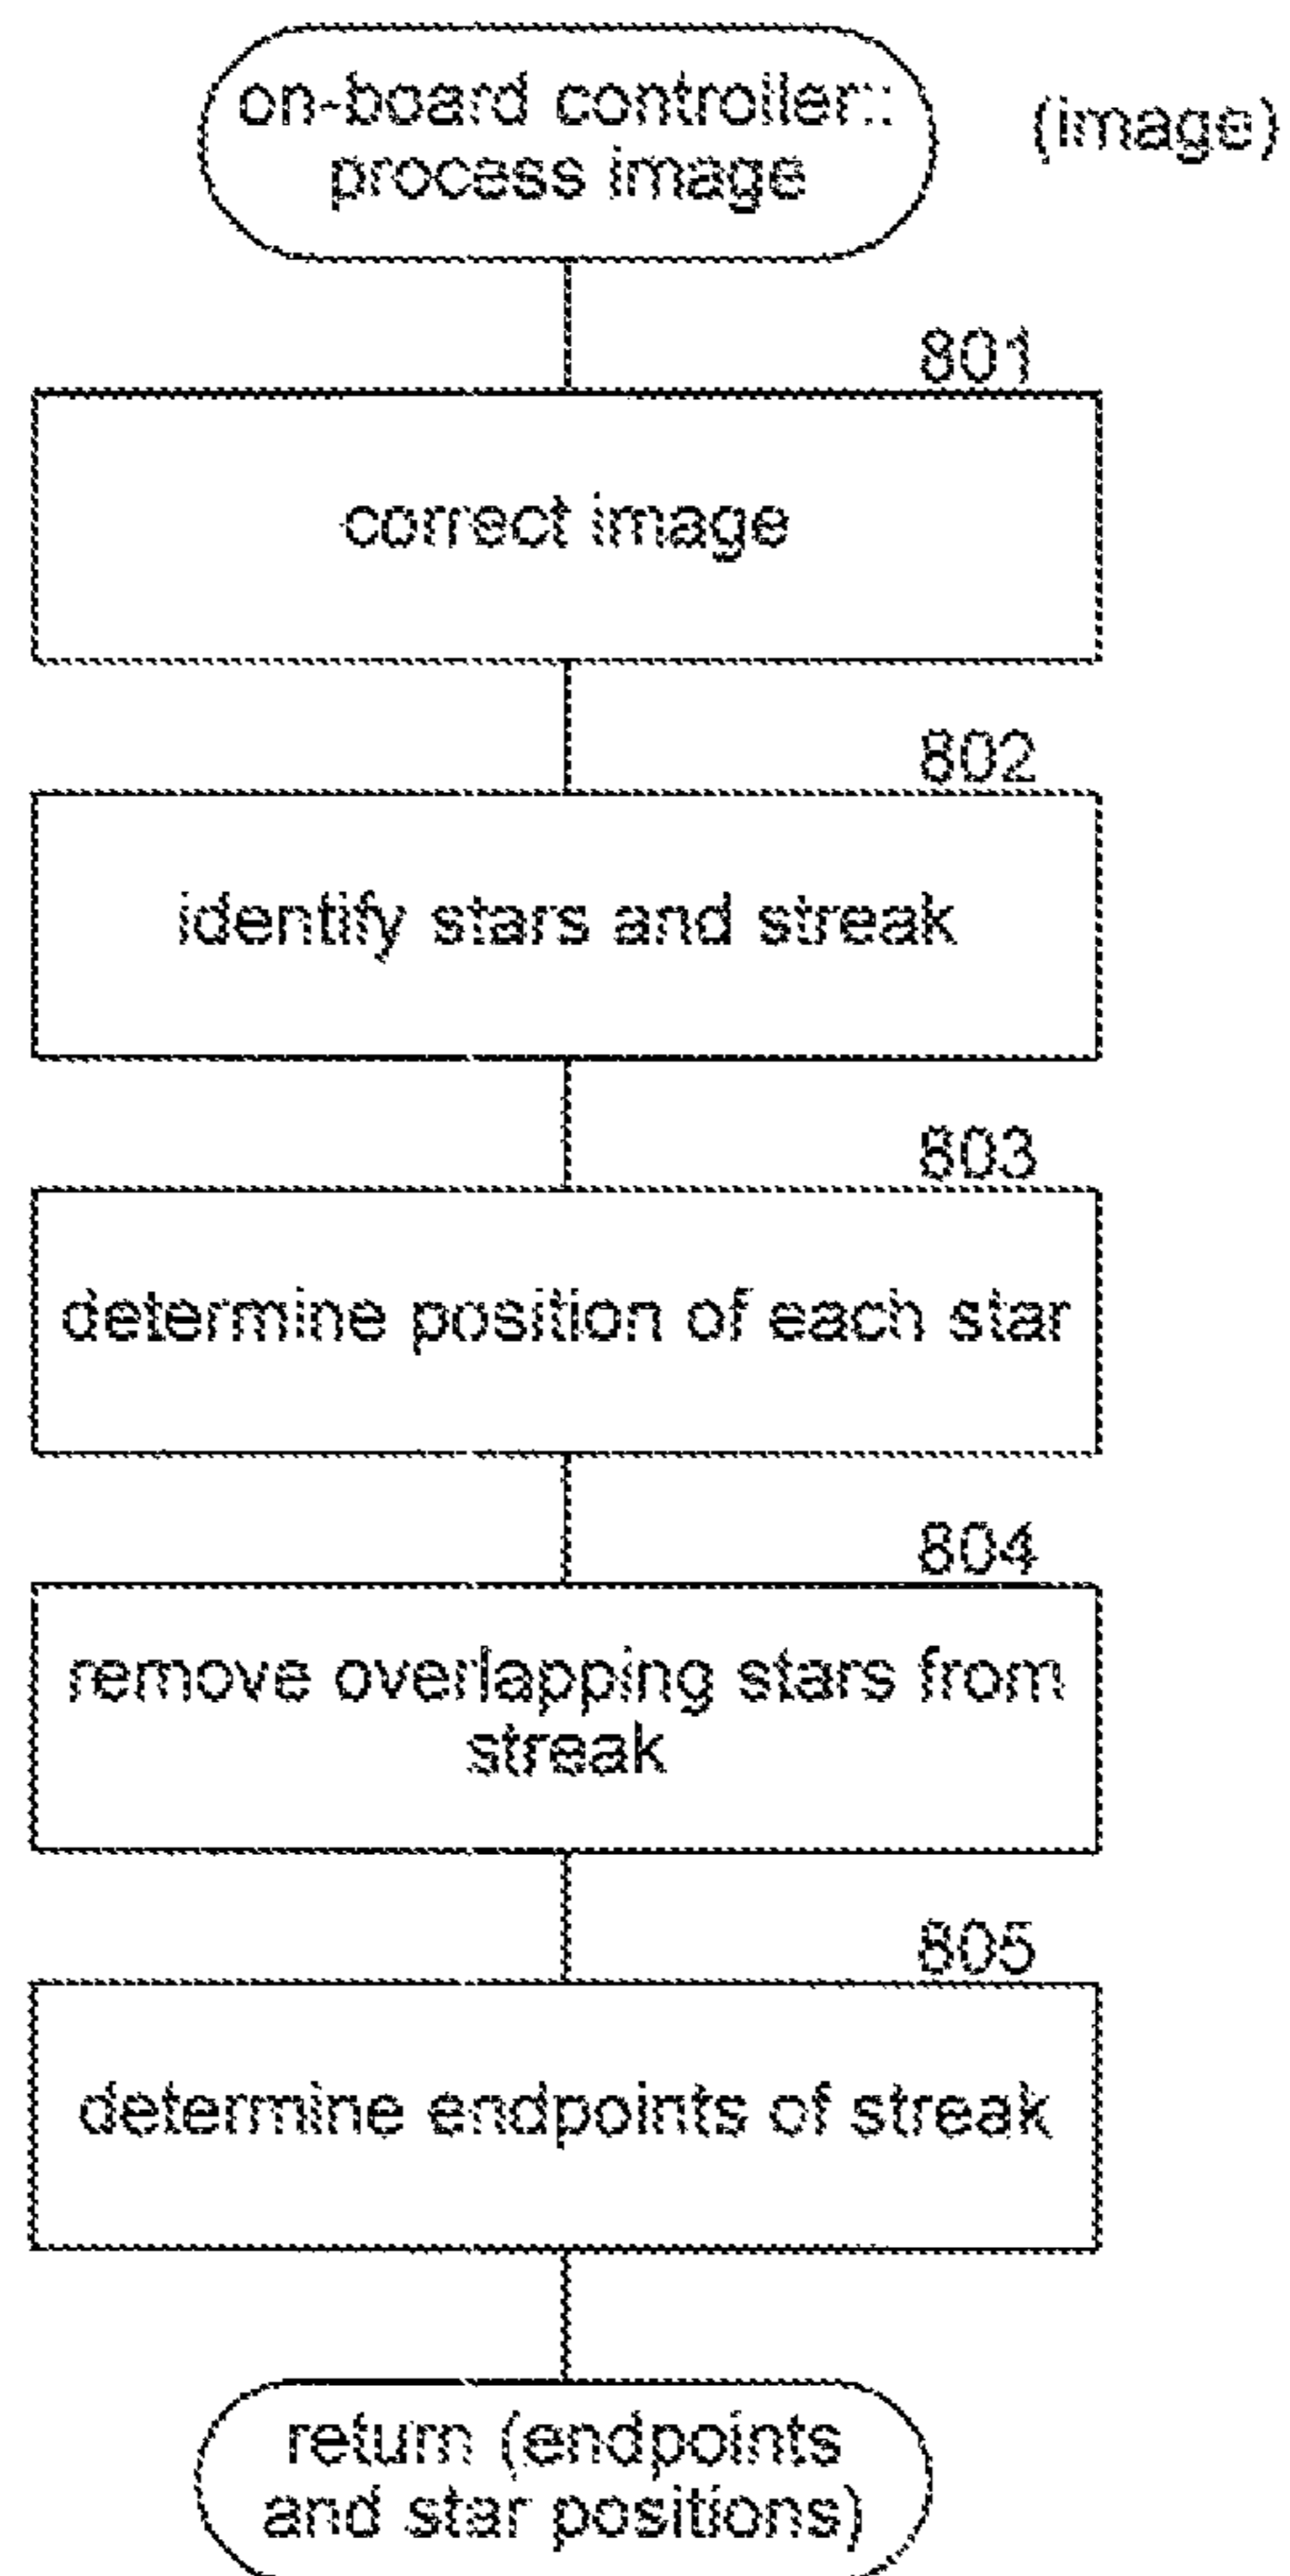 on-board controller::
process image
(image)
801
correct image
802
identify stars and streak
803
determine position of each star
804
remove overlapping stars from
streak
805
determine endpoints of streak
return (endpoints
and star positions)